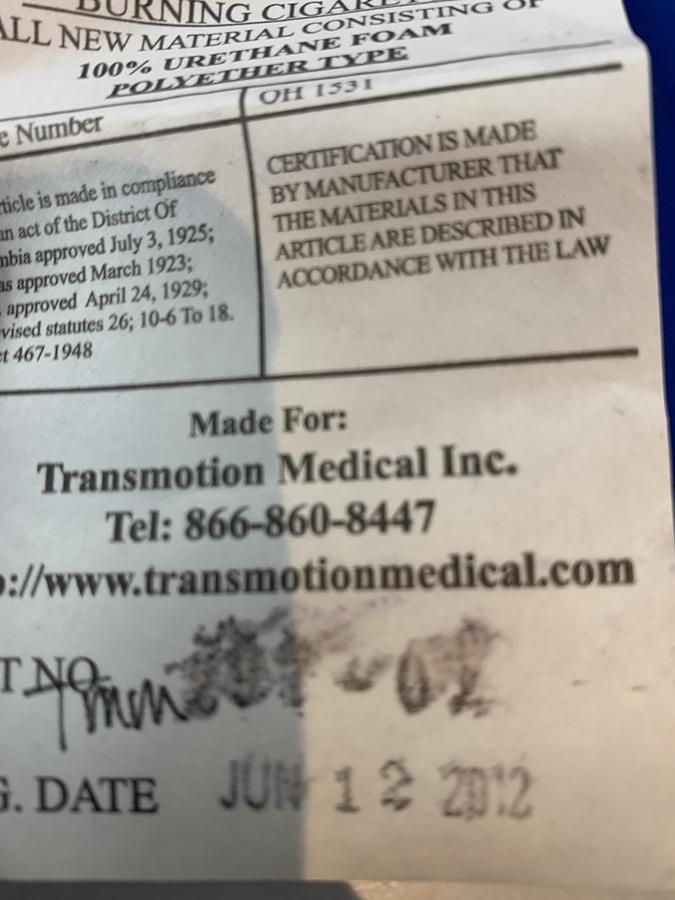 BURNING CIGARE
ALL NEW MATERIAL CONSISTING OF
100% URETHANE FOAM
POLYETHER TYPE
e Number
OH 1531
rticle is made in compliance
an act of the District Of
mbia approved July 3, 1925;
as approved March 1923;
approved April 24, 1929;
vised statutes 26; 10-6 To 18.
t 467-1948
CERTIFICATION IS MADE
BY MANUFACTURER THAT
THE MATERIALS IN THIS
ARTICLE ARE DESCRIBED IN
ACCORDANCE WITH THE LAW
Made For:
Transmotion Medical Inc.
Tel: 866-860-8447
p://www.transmotionmedical.com
T NO
G. DATE JUN 12 2012